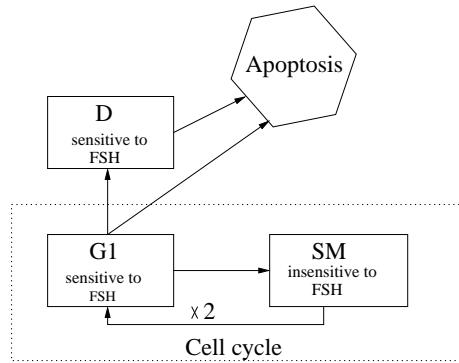 Apoptosis
D
sensitive to
FSH
G1
sensitive to
FSH
SM
insensitive to
FSH
x 2
Cell cycle